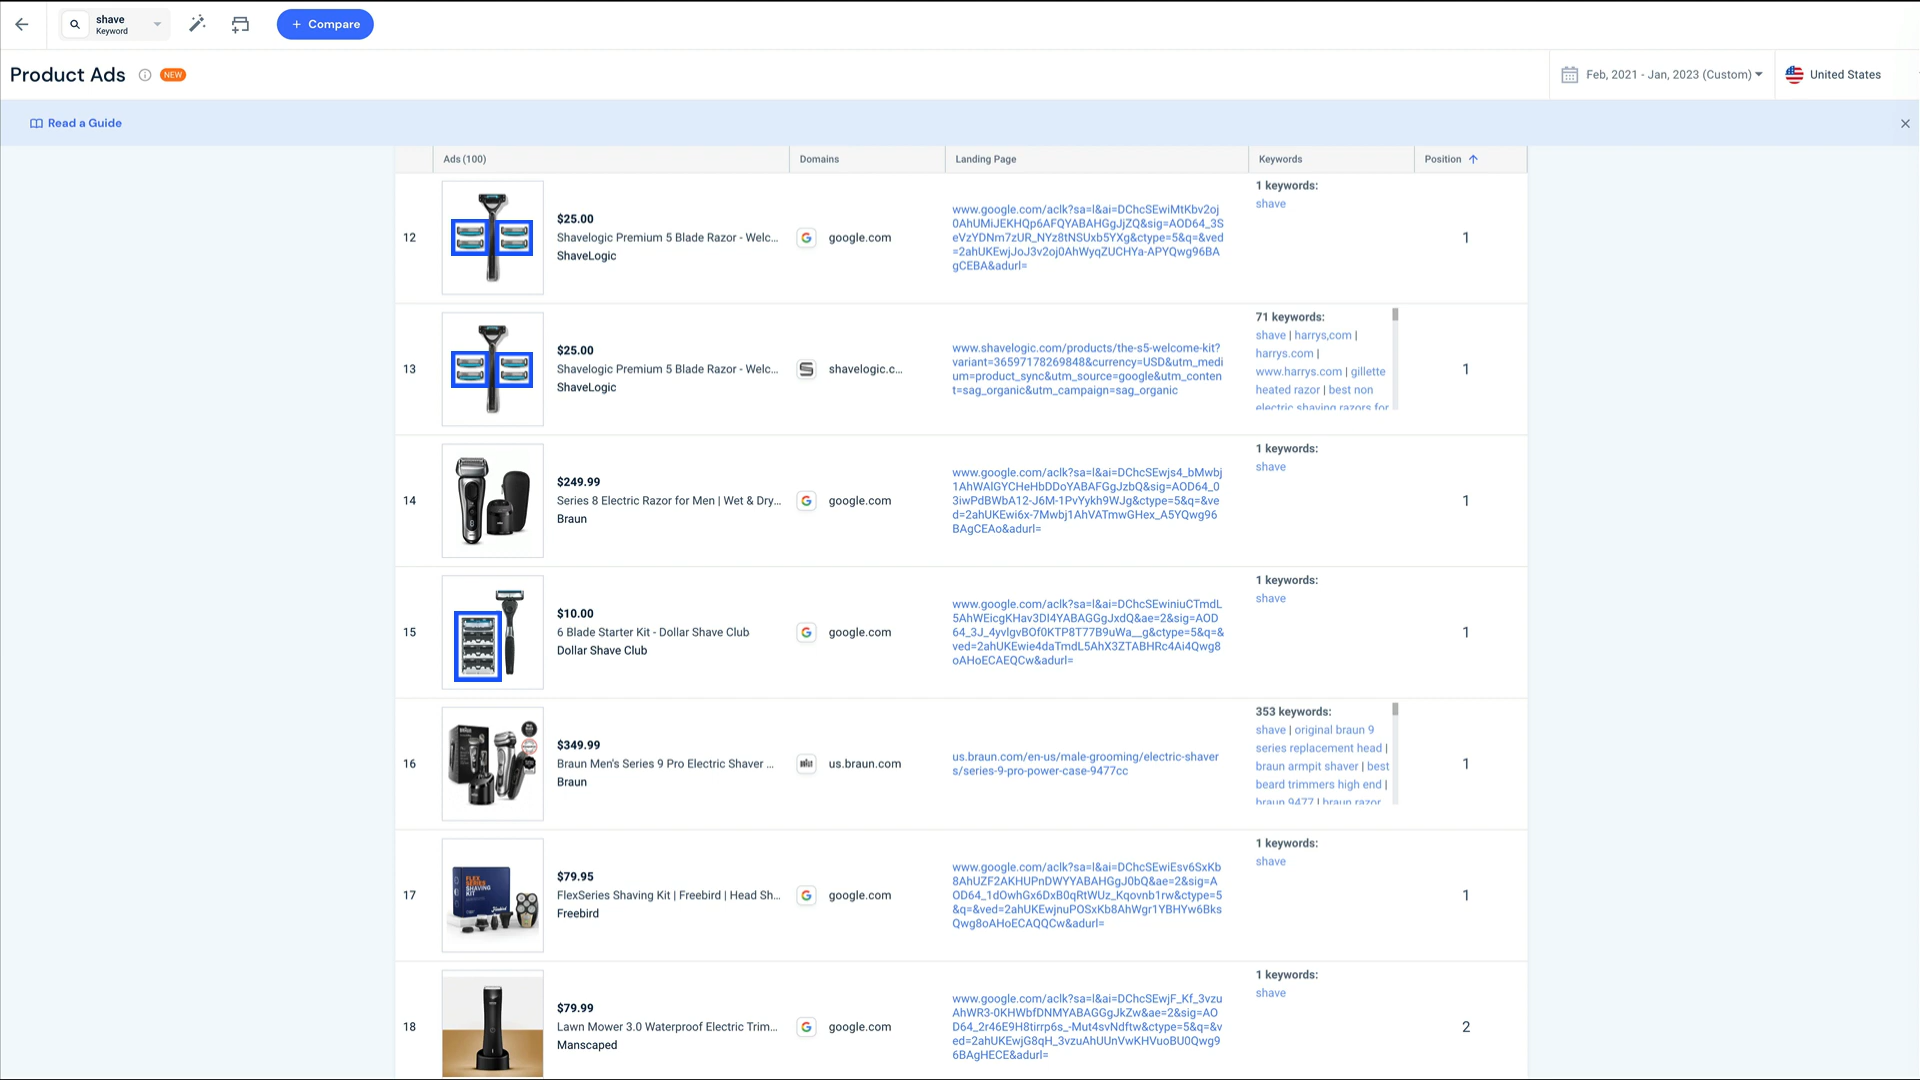 shave
Keyword
+ Compare
Product Ads
NEW
Feb, 2021 - Jan, 2023 (Custom)
United States
Read a Guide
Ads (100)
Domains
Landing Page
Keywords
Position
12
$25.00
Shavelogic Premium 5 Blade Razor - Welc...
ShaveLogic
google.com
www.google.com/aclk?sa=l&ai=DChcSEwiMtKbv2oj
0AhUMiJEKHQp6AFQYABAHGgJjZQ&sig=AOD64_3S
eVzYDNm7zUR_NYz8tNSUxb5YXg&ctype=5&q=&ved
=2ahUKEwjJoJ3v2oj0AhWyqZUCHYa-APYQwg96BA
gCEBA&adurl=
1 keywords:
shave
1
13
$25.00
Shavelogic Premium 5 Blade Razor - Welc...
ShaveLogic
shavelogic.c...
www.shavelogic.com/products/the-s5-welcome-kit?
variant=36597178269848&currency=USD&utm_medi
um=product_sync&utm_source=google&utm_conten
t=sag_organic&utm_campaign=sag_organic
71 keywords:
shave | harrys,com |
harrys.com |
www.harrys.com | gillette
heated razor | best non
electric shaving razors for
1
14
$249.99
Series 8 Electric Razor for Men | Wet & Dry...
Braun
google.com
www.google.com/aclk?sa=l&ai=DChcSEwjs4_bMwbj
1AhWAlGYCHeHbDDoYABAFGgJzbQ&sig=AOD64_0
3iwPdBWbA12-J6M-1PvYykh9WJg&ctype=5&q=&ve
d=2ahUKEwi6x-7Mwbj1AhVATmwGHex_A5YQwg96
BAgCEAo&adurl=
1 keywords:
shave
1
15
$10.00
6 Blade Starter Kit - Dollar Shave Club
Dollar Shave Club
google.com
www.google.com/aclk?sa=l&ai=DChcSEwiniuCTmdL
5AhWEicgKHav3DI4YABAGGgJxdQ&ae=2&sig=AOD
64_3J_4yvlgvBOf0KTP8T77B9uWa__g&ctype=5&q=&
ved=2ahUKEwie4daTmdL5AhX3ZTABHRc4Ai4Qwg8
oAHoECAEQCw&adurl=
1 keywords:
shave
1
16
$349.99
Braun Men's Series 9 Pro Electric Shaver ...
Braun
us.braun.com
us.braun.com/en-us/male-grooming/electric-shaver
s/series-9-pro-power-case-9477cc
353 keywords:
shave | original braun 9
series replacement head |
braun armpit shaver | best
beard trimmers high end |
braun 9477 | braun razor
1
17
FLEX
SERIES
SHAVING
KIT
$79.95
FlexSeries Shaving Kit | Freebird | Head Sh...
Freebird
google.com
www.google.com/aclk?sa=l&ai=DChcSEwiEsv6SxKb
8AhUZF2AKHUPnDWYYABAHGgJ0bQ&ae=2&sig=A
OD64_1dOwhGx6DxB0qRtWUz_Kqovnb1rw&ctype=5
&q=&ved=2ahUKEwjnuPOSxKb8AhWgr1YBHYw6Bks
Qwg8oAHoECAQQCw&adurl=
1 keywords:
shave
1
18
$79.99
Lawn Mower 3.0 Waterproof Electric Trim...
Manscaped
google.com
www.google.com/aclk?sa=l&ai=DChcSEwjF_Kf_3vzu
AhWR3-0KHWbfDNMYABAGGgJkZw&ae=2&sig=AO
D64_2r46E9H8tirrp6s_-Mut4svNdftw&ctype=5&q=&v
ed=2ahUKEwjG8qH_3vzuAhUUnVwKHVuoBU0Qwg9
6BAgHECE&adurl=
1 keywords:
shave
2